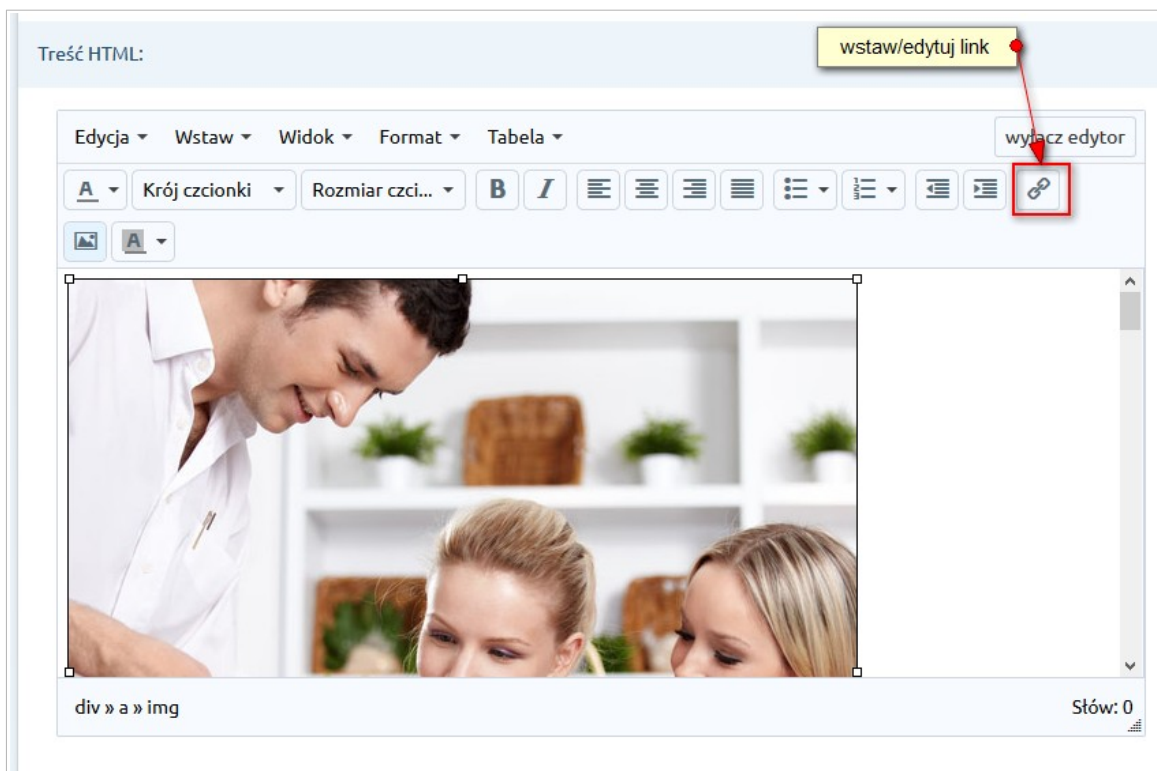 Treść HTML:
wstaw/edytuj link
Edycja Wstaw Widok Format Tabela
wyłącz edytor
A Krój czcionki Rozmiar czci... B I
A
div » a » img
Słów: 0